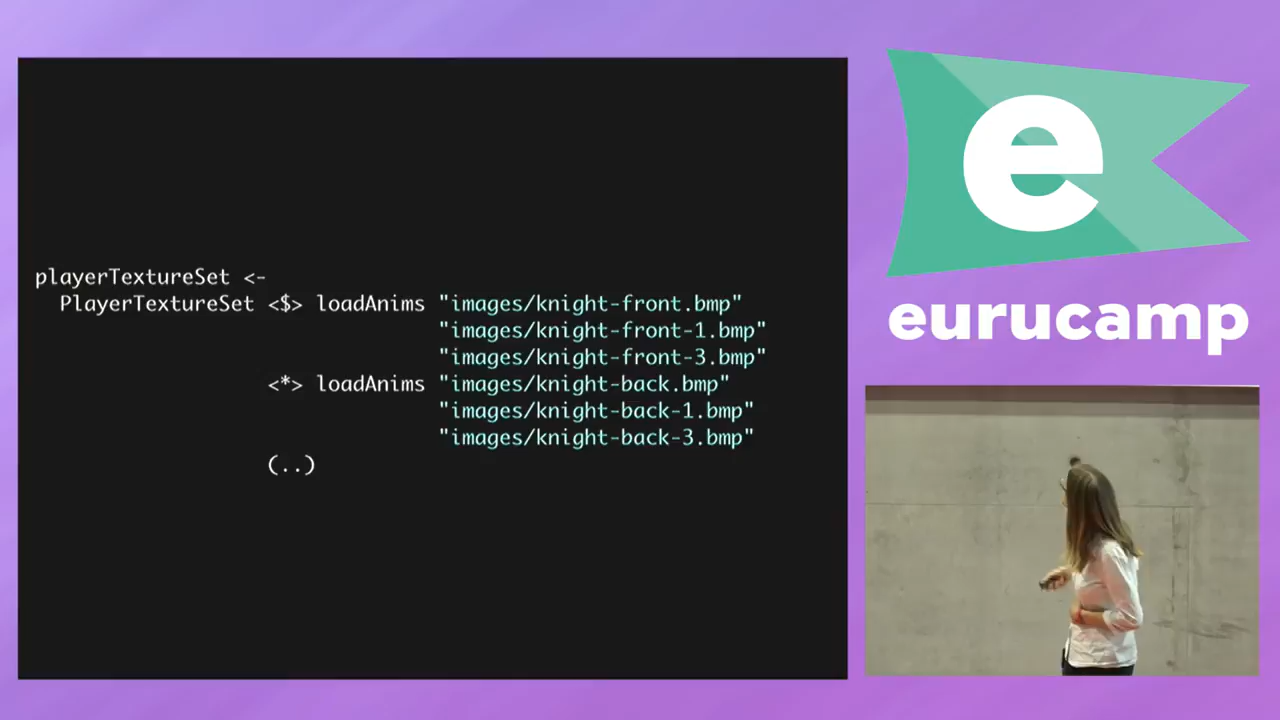 playerTextureSet <-
PlayerTextureSet <$> loadAnims "images/knight-front.bmp"
"images/knight-front-1.bmp"
"images/knight-front-3.bmp"
<*> loadAnims "images/knight-back.bmp"
"images/knight-back-1.bmp"
"images/knight-back-3.bmp"
(..)
e
eurucamp